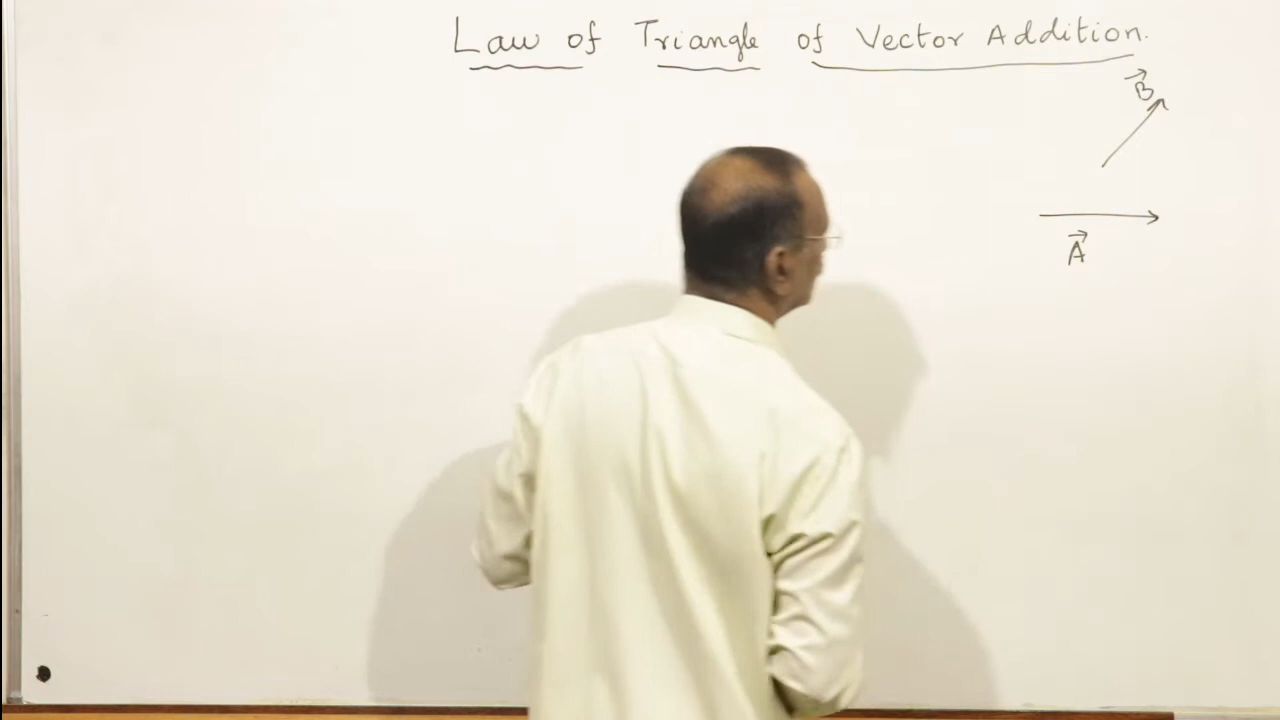 Law of Triangle of Vector Addition.
B⃗
A⃗